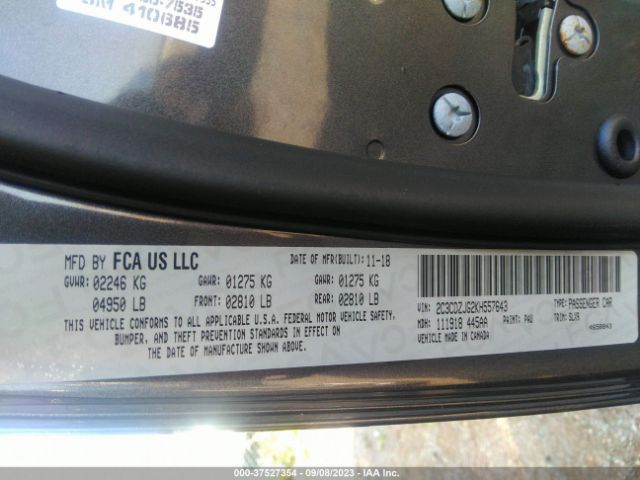 410685
MFD BY FCA US LLC
DATE OF MFR(BUILT): 11-18
GVWR: 02246 KG GAWR: 01275 KG GAWR: 01275 KG
04950 LB FRONT: 02810 LB REAR: 02810 LB
THIS VEHICLE CONFORMS TO ALL APPLICABLE U.S.A. FEDERAL MOTOR VEHICLE SAFETY,
BUMPER, AND THEFT PREVENTION STANDARDS IN EFFECT ON
THE DATE OF MANUFACTURE SHOWN ABOVE.
VIN: 2C3CDZJG2KH557643 TYPE: PASSENGER CAR
MDH: 111918 445AA PAINT: PAU TRIM: SLX9
VEHICLE MADE IN CANADA 4658643
000-37527354 - 09/08/2023 - IAA Inc.